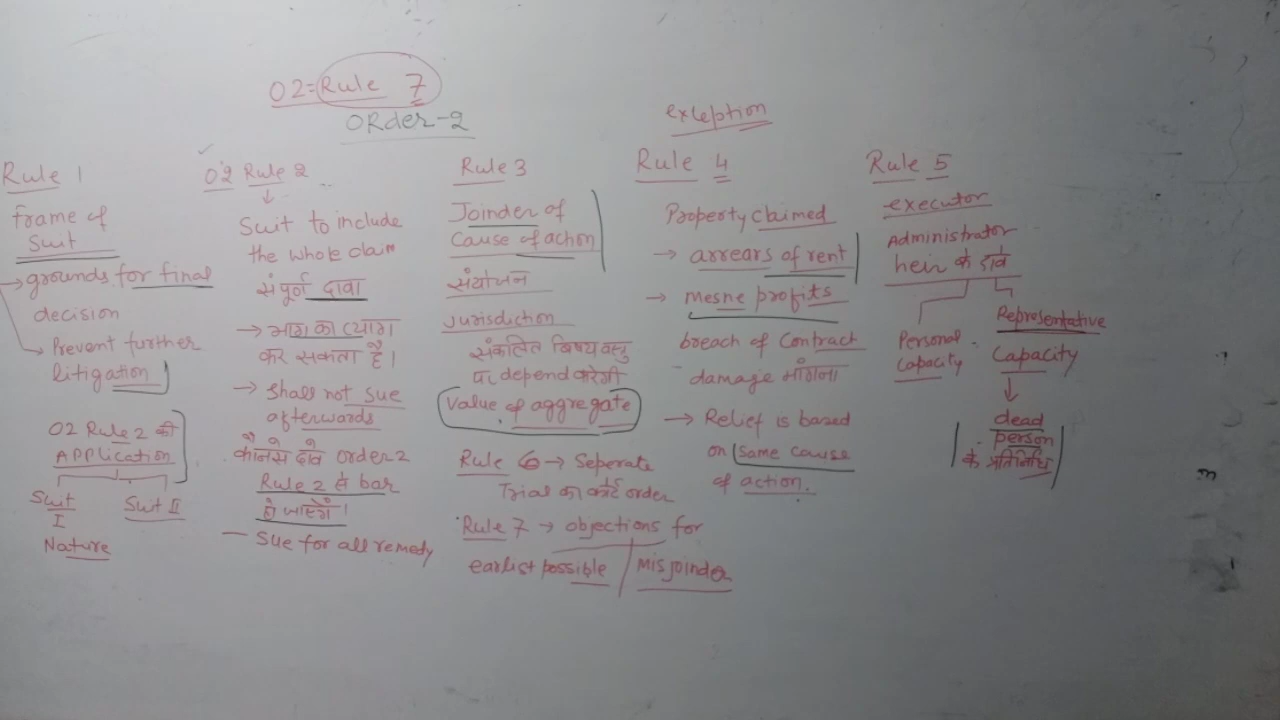 O2=Rule 7
ORder-2
Rule 1
frame of
suit
→ grounds for final
decision
→ Prevent further
litigation
O2 Rule 2 की
APPlication
Suit I
Suit II
Nature
O2 Rule 2
↓
Suit to include
the whole claim
संपूर्ण दावा
→ भाग का त्याग
कर सकता है।
→ shall not sue
afterwards
कौनसे दावे order 2
Rule 2 से bar
हो जाएंगे।
— Sue for all remedy
Rule 3
Joinder of
Cause of action
संयोजन
Jurisdiction
संकलित विषय वस्तु
पर depend करेगी
Value of aggregate
Rule 6 → Seperate
Trial का कोर्ट order
Rule 7 → objections for
earlist possible
Misjoinder
exception
Rule 4
Property claimed
→ arrears of rent
→ mesne profits
breach of contract
damage मांगना
→ Relief is based
on same cause
of action.
Rule 5
executor
Administrator
heir के दावे
Personal
Capacity
Representative
Capacity
↓
dead
person
के प्रतिनिधि